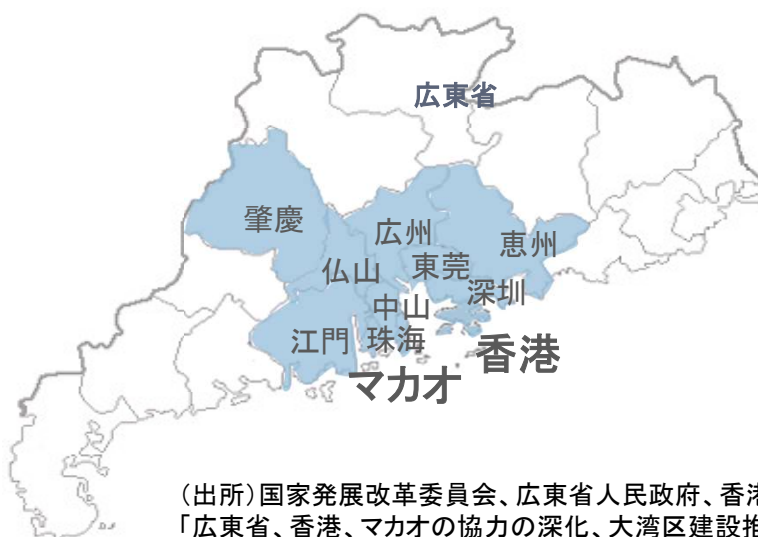 広東省
肇慶
広州
恵州
仏山
東莞
深圳
中山
江門
珠海
香港
マカオ
（出所）国家発展改革委員会、広東省人民政府、香港
「広東省、香港、マカオの協力の深化、大湾区建設推